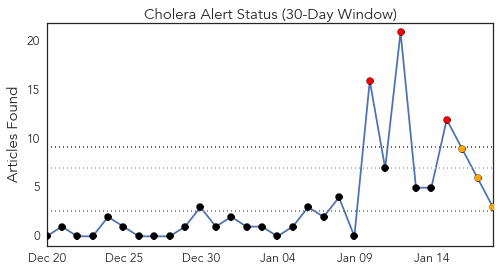 Cholera Alert Status (30-Day Window)
Articles Found
20
15
10
5
0
Dec 20 Dec 25 Dec 30 Jan 04 Jan 09 Jan 14